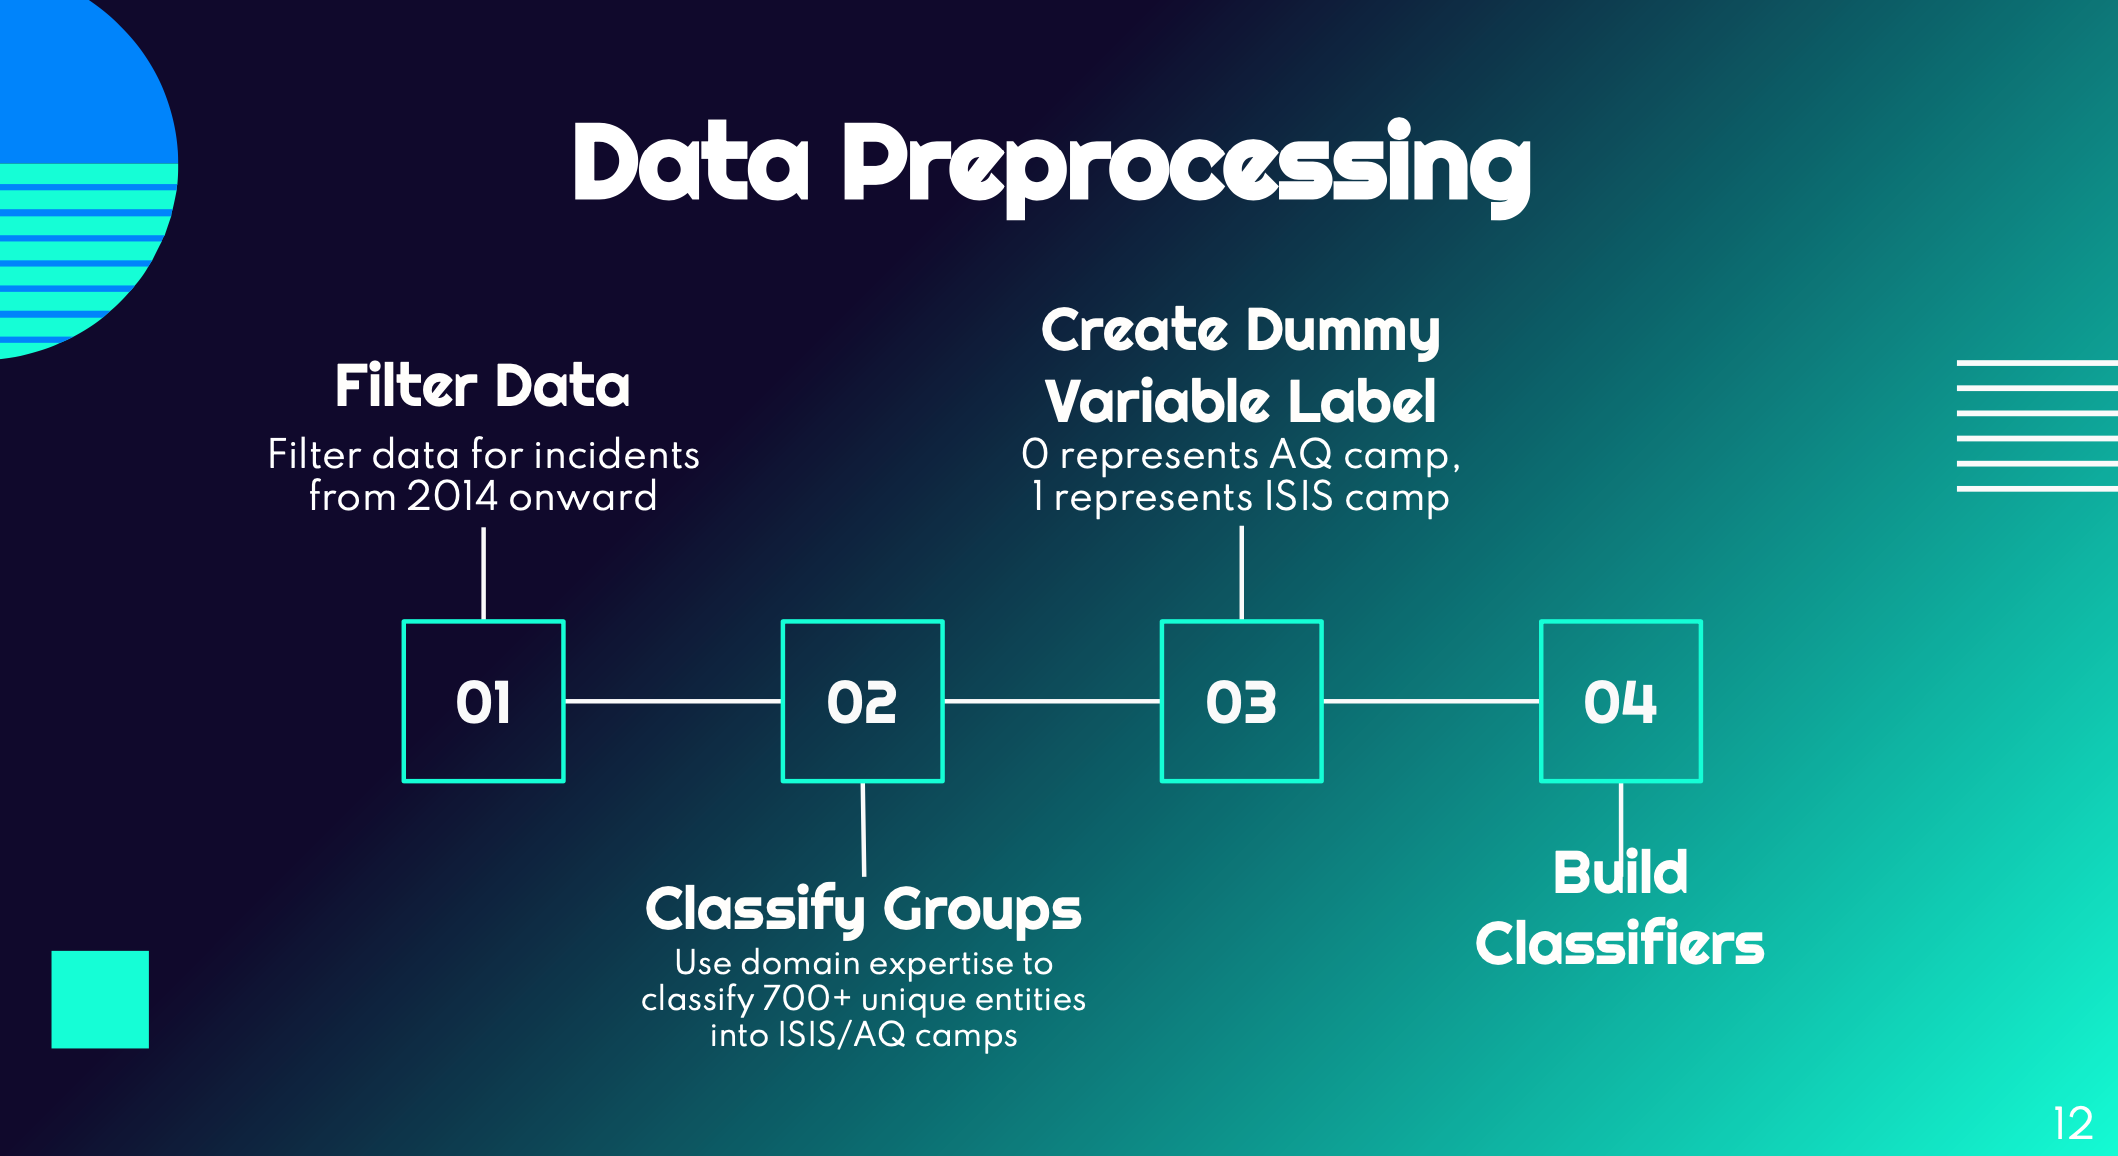 Data Preprocessing
Filter Data
Filter data for incidents
from 2014 onward
Create Dummy
Variable Label
0 represents AQ camp,
1 represents ISIS camp
01
02
03
04
Classify Groups
Use domain expertise to
classify 700+ unique entities
into ISIS/AQ camps
Build
Classifiers
12